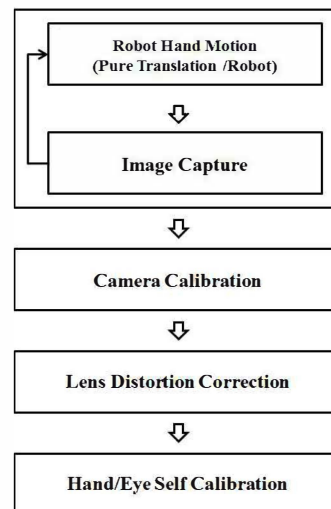 Robot Hand Motion
(Pure Translation /Robot)
Image Capture
Camera Calibration
Lens Distortion Correction
Hand/Eye Self Calibration